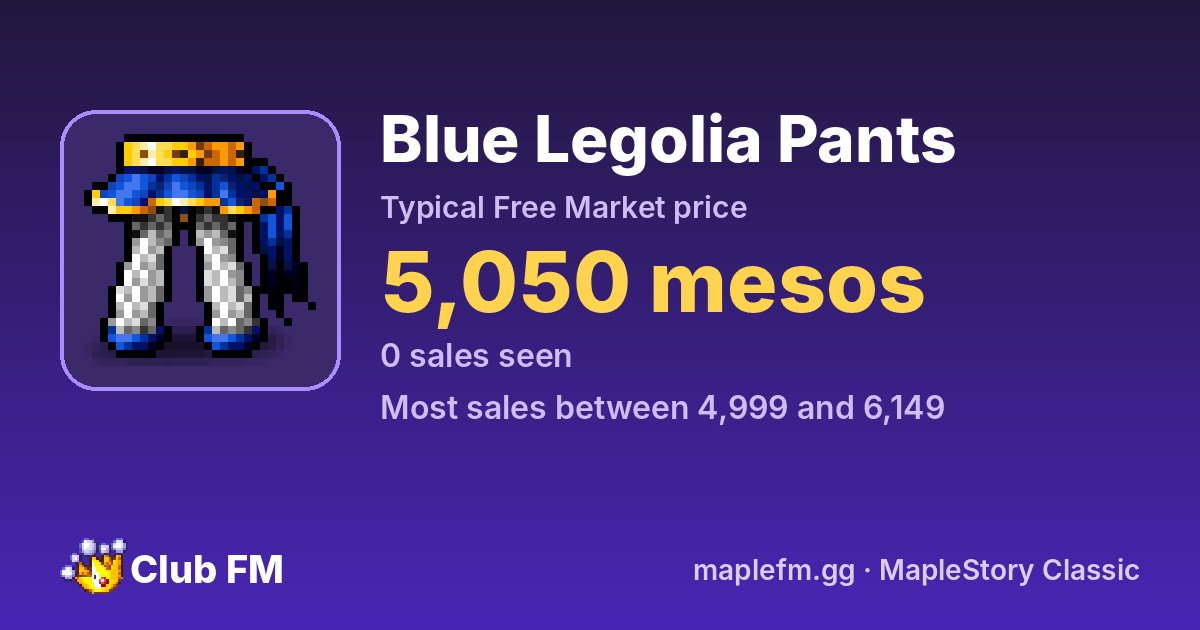 Blue Legolia Pants
Typical Free Market price
5,050 mesos
0 sales seen
Most sales between 4,999 and 6,149
Club FM
maplefm.gg · MapleStory Classic